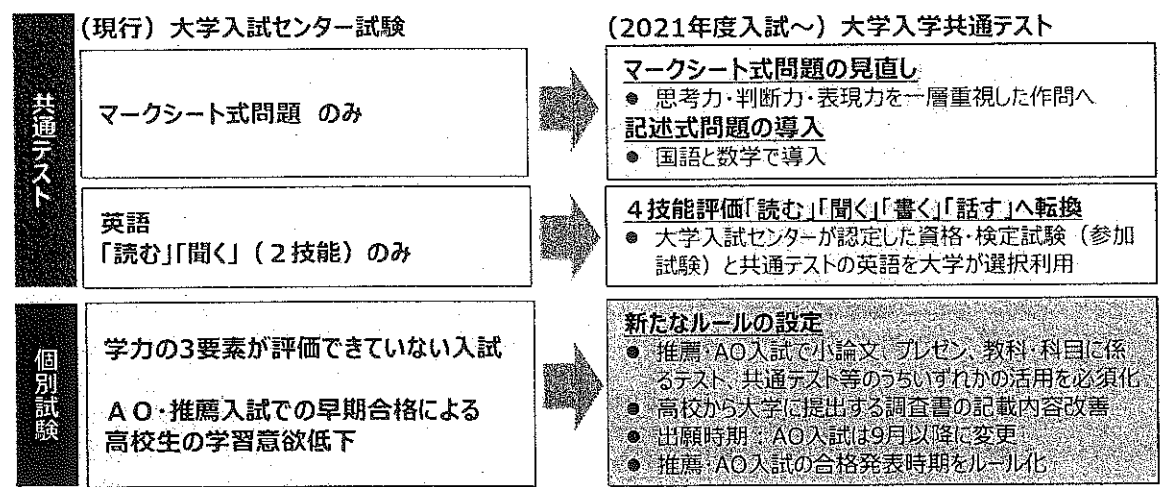 （現行）大学入試センター試験
（2021年度入試～）大学入学共通テスト
共通テスト
マークシート式問題 のみ
マークシート式問題の見直し
● 思考力・判断力・表現力を一層重視した作問へ
記述式問題の導入
● 国語と数学で導入
英語
「読む」「聞く」（２技能）のみ
４技能評価「読む」「聞く」「書く」「話す」へ転換
● 大学入試センターが認定した資格・検定試験（参加
試験）と共通テストの英語を大学が選択利用
個別試験
学力の3要素が評価できていない入試
ＡＯ・推薦入試での早期合格による
高校生の学習意欲低下
新たなルールの設定
● 推薦・AO入試で小論文、プレゼン、教科・科目に係
るテスト、共通テスト等のうちいずれかの活用を必須化
● 高校から大学に提出する調査書の記載内容改善
● 出願時期：AO入試は9月以降に変更
● 推薦・AO入試の合格発表時期をルール化